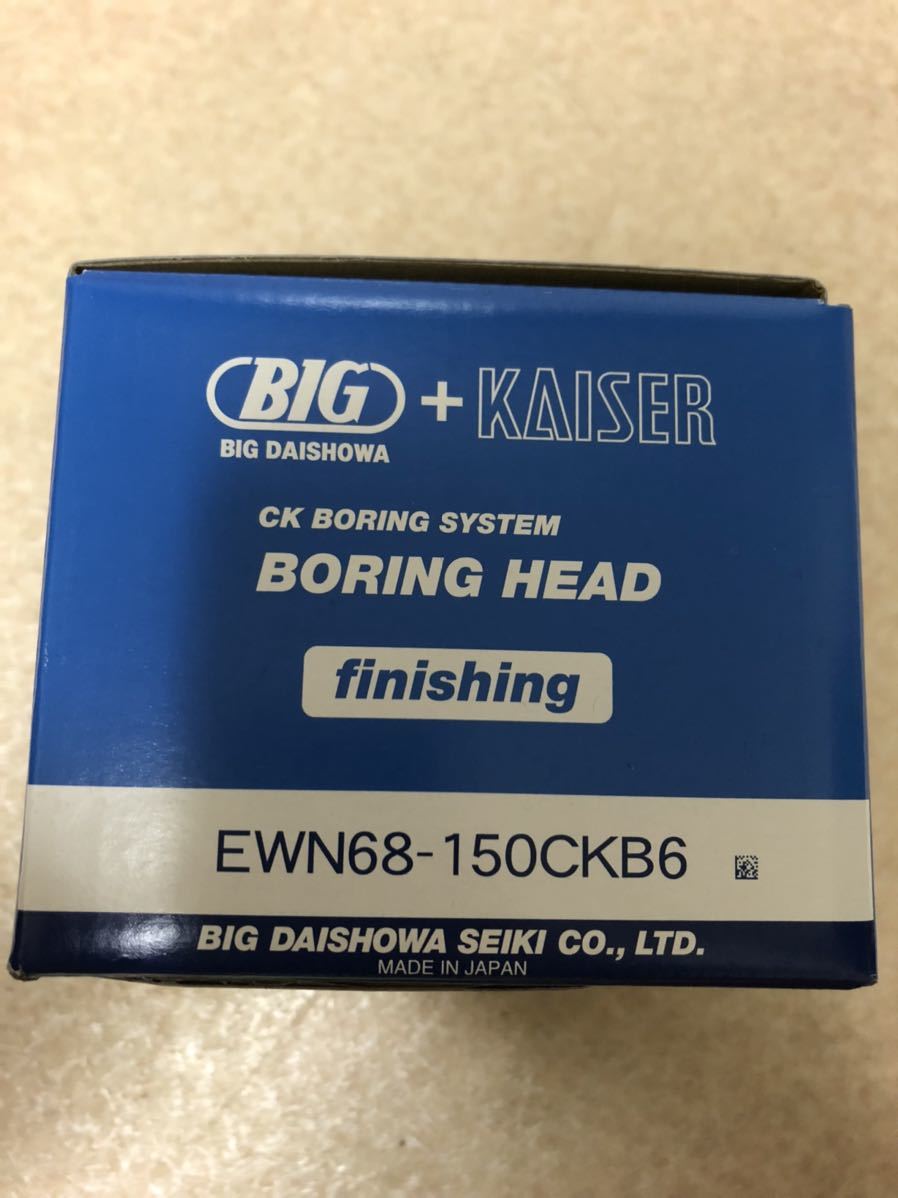 BIG + KAISER
BIG DAISHOWA
CK BORING SYSTEM
BORING HEAD
finishing
EWN68-150CKB6
BIG DAISHOWA SEIKI CO., LTD.
MADE IN JAPAN